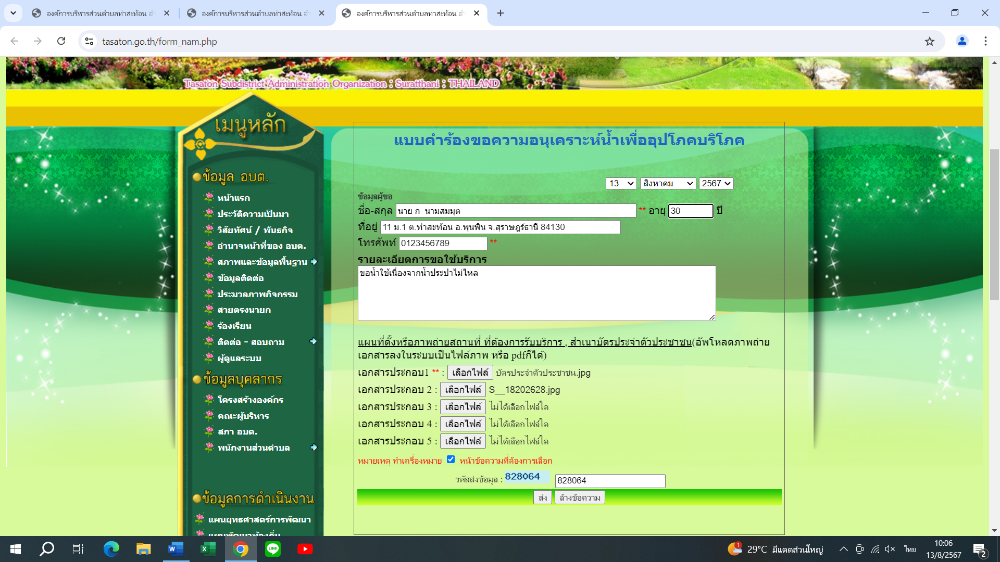 องค์การบริหารส่วนตำบลท่าสะท้อน อำ
องค์การบริหารส่วนตำบลท่าสะท้อน อำ
องค์การบริหารส่วนตำบลท่าสะท้อน อำ
tasaton.go.th/form_nam.php
Tasaton Subdistrict Administration Organization : Suratthani : THAILAND
เมนูหลัก
ข้อมูล อบต.
หน้าแรก
ประวัติความเป็นมา
วิสัยทัศน์ / พันธกิจ
อำนาจหน้าที่ของ อบต.
สภาพและข้อมูลพื้นฐาน
ข้อมูลติดต่อ
ประมวลภาพกิจกรรม
สายตรงนายก
ร้องเรียน
ติดต่อ - สอบถาม
ผู้ดูแลระบบ
ข้อมูลบุคลากร
โครงสร้างองค์กร
คณะผู้บริหาร
สภา อบต.
พนักงานส่วนตำบล
ข้อมูลการดำเนินงาน
แผนยุทธศาสตร์การพัฒนา
แผนพัฒนาท้องถิ่น
แบบคำร้องขอความอนุเคราะห์น้ำเพื่ออุปโภคบริโภค
13 สิงหาคม 2567
ข้อมูลผู้ขอ
ชื่อ-สกุล นาย ก นามสมมุต ** อายุ 30 ปี
ที่อยู่ 11 ม.1 ต.ท่าสะท้อน อ.พุนพิน จ.สุราษฎร์ธานี 84130
โทรศัพท์ 0123456789 **
รายละเอียดการขอใช้บริการ
ขอน้ำใช้เนื่องจากน้ำประปาไม่ไหล
แผนที่ตั้งหรือภาพถ่ายสถานที่ ที่ต้องการรับบริการ , สำเนาบัตรประจำตัวประชาชน(อัพโหลดภาพถ่าย
เอกสารลงในระบบเป็นไฟล์ภาพ หรือ pdfก็ได้)
เอกสารประกอบ1 ** : เลือกไฟล์ บัตรประจำตัวประชาชน.jpg
เอกสารประกอบ 2 : เลือกไฟล์ S__18202628.jpg
เอกสารประกอบ 3 : เลือกไฟล์ ไม่ได้เลือกไฟล์ใด
เอกสารประกอบ 4 : เลือกไฟล์ ไม่ได้เลือกไฟล์ใด
เอกสารประกอบ 5 : เลือกไฟล์ ไม่ได้เลือกไฟล์ใด
หมายเหตุ ทำเครื่องหมาย หน้าข้อความที่ต้องการเลือก
รหัสส่งข้อมูล : 828064 828064
ส่ง ล้างข้อความ
1 29°C มีแดดส่วนใหญ่ ไทย 10:06
13/8/2567 2